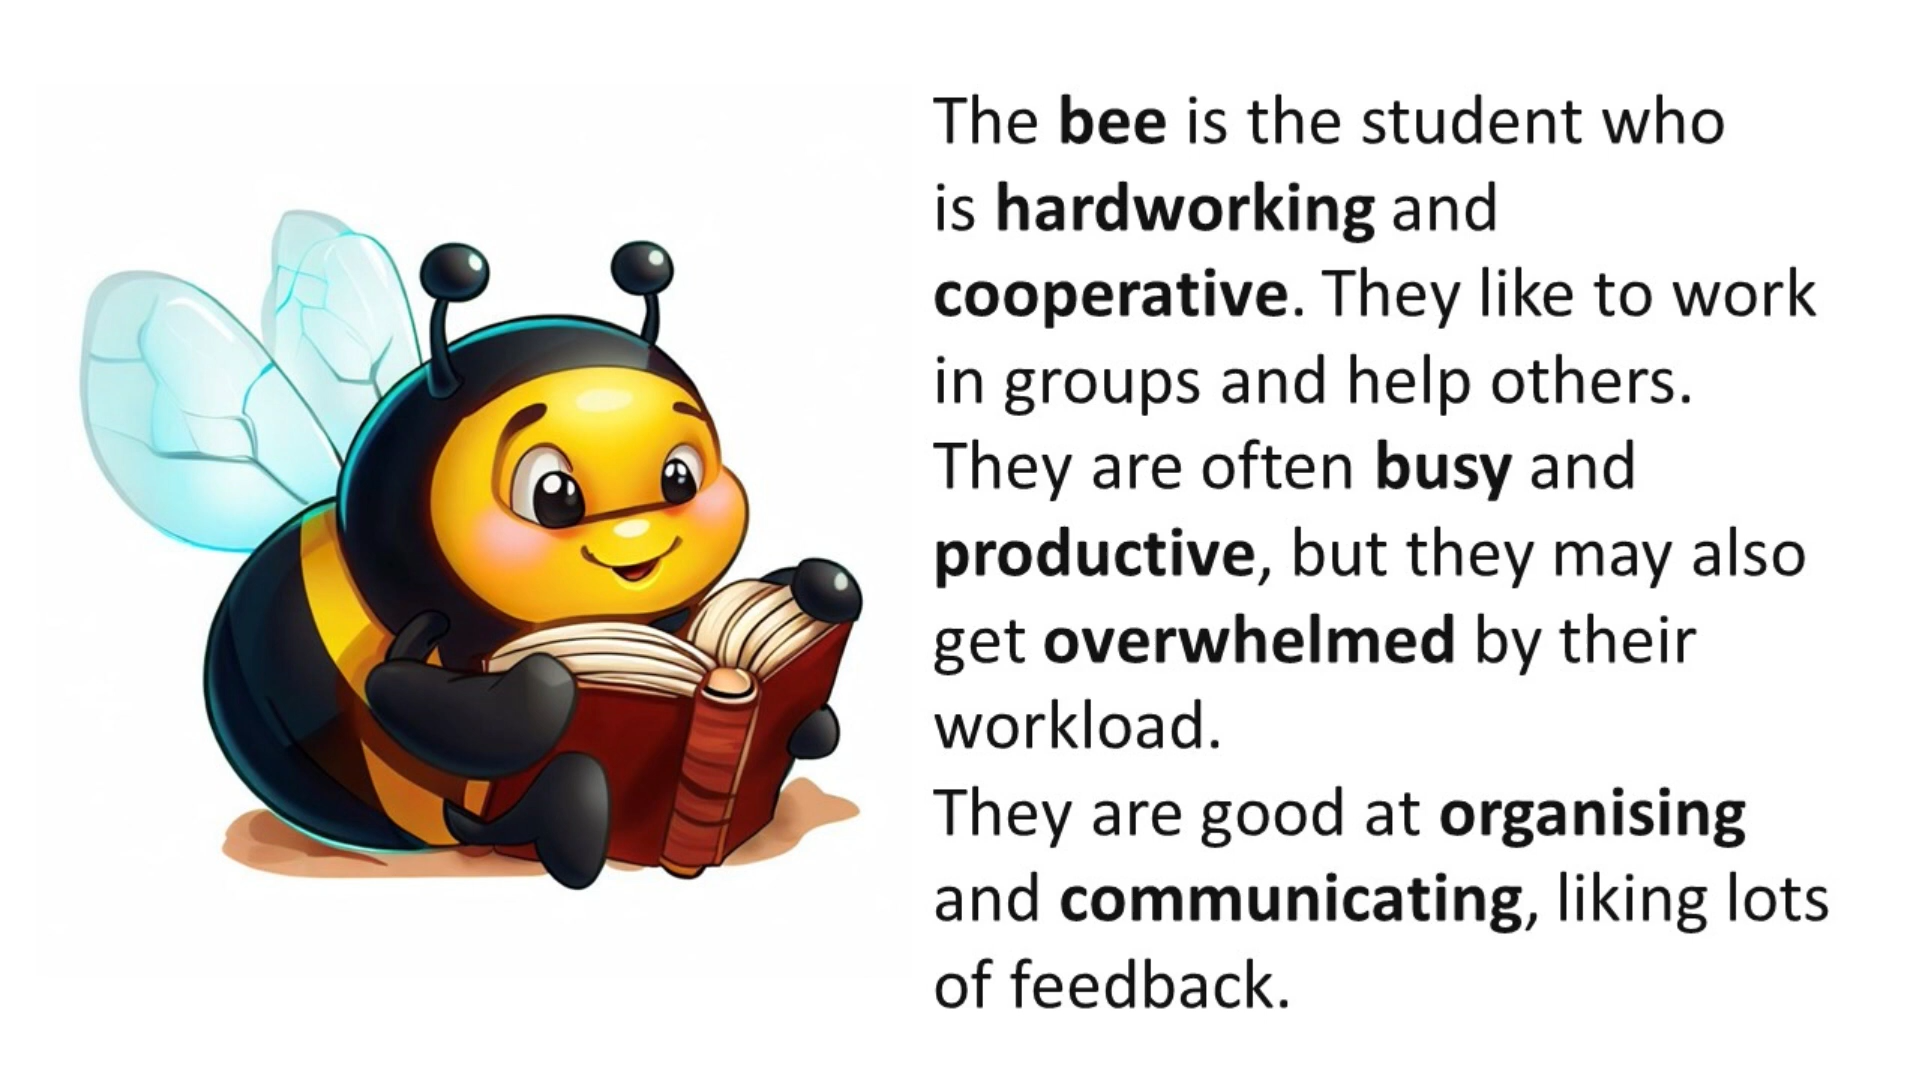 The bee is the student who
is hardworking and
cooperative. They like to work
in groups and help others.
They are often busy and
productive, but they may also
get overwhelmed by their
workload.
They are good at organising
and communicating, liking lots
of feedback.